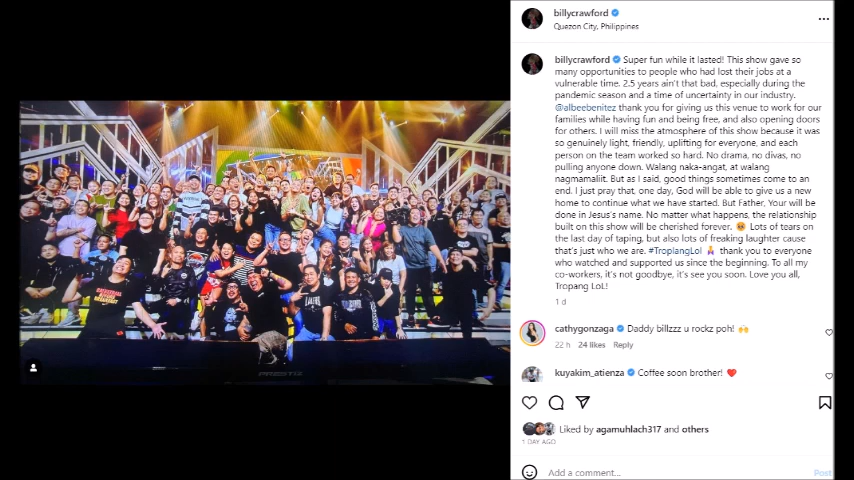 billycrawford
Quezon City, Philippines
billycrawford Super fun while it lasted! This show gave so
many opportunities to people who had lost their jobs at a
vulnerable time. 2.5 years ain't that bad, especially during the
pandemic season and a time of uncertainty in our industry.
@albeebenitez thank you for giving us this venue to work for our
families while having fun and being free, and also opening doors
for others. I will miss the atmosphere of this show because it was
so genuinely light, friendly, uplifting for everyone, and each
person on the team worked so hard. No drama, no divas, no
pulling anyone down. Walang naka-angat, at walang
nagmamaliit. But as I said, good things sometimes come to an
end. I just pray that, one day, God will be able to give us a new
home to continue what we have started. But Father, Your will be
done in Jesus's name. No matter what happens, the relationship
built on this show will be cherished forever. 🥹 Lots of tears on
the last day of taping, but also lots of freaking laughter cause
that's just who we are. #TropangLol 🙏 thank you to everyone
who watched and supported us since the beginning. To all my
co-workers, it's not goodbye, it's see you soon. Love you all,
Tropang LoL!
1 d
cathygonzaga Daddy billzzz u rockz poh! 🙌
22 h 24 likes Reply
kuyakim_atienza Coffee soon brother! ❤️
Liked by agamuhlach317 and others
1 DAY AGO
Add a comment...
Post